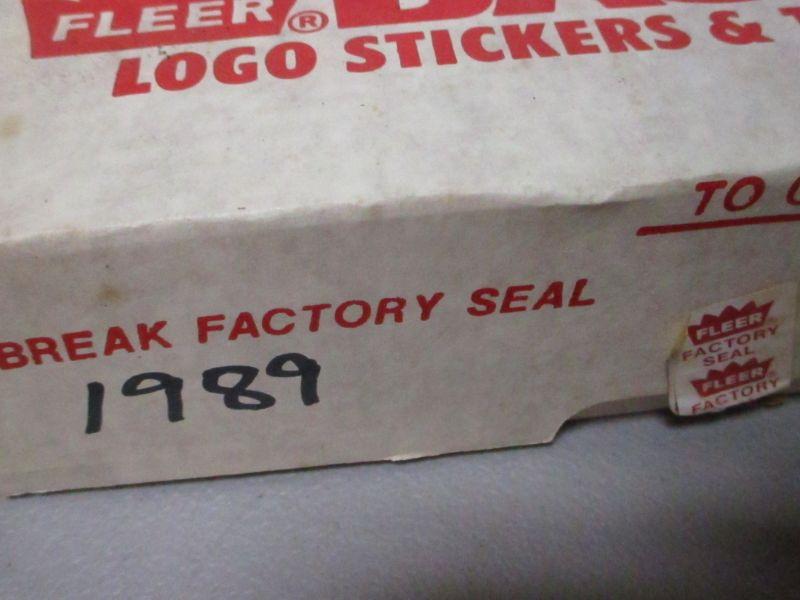 FLEER®
LOGO STICKERS &
TO
BREAK FACTORY SEAL
1989
FLEER
FACTORY
SEAL
FLEER®
FACTORY